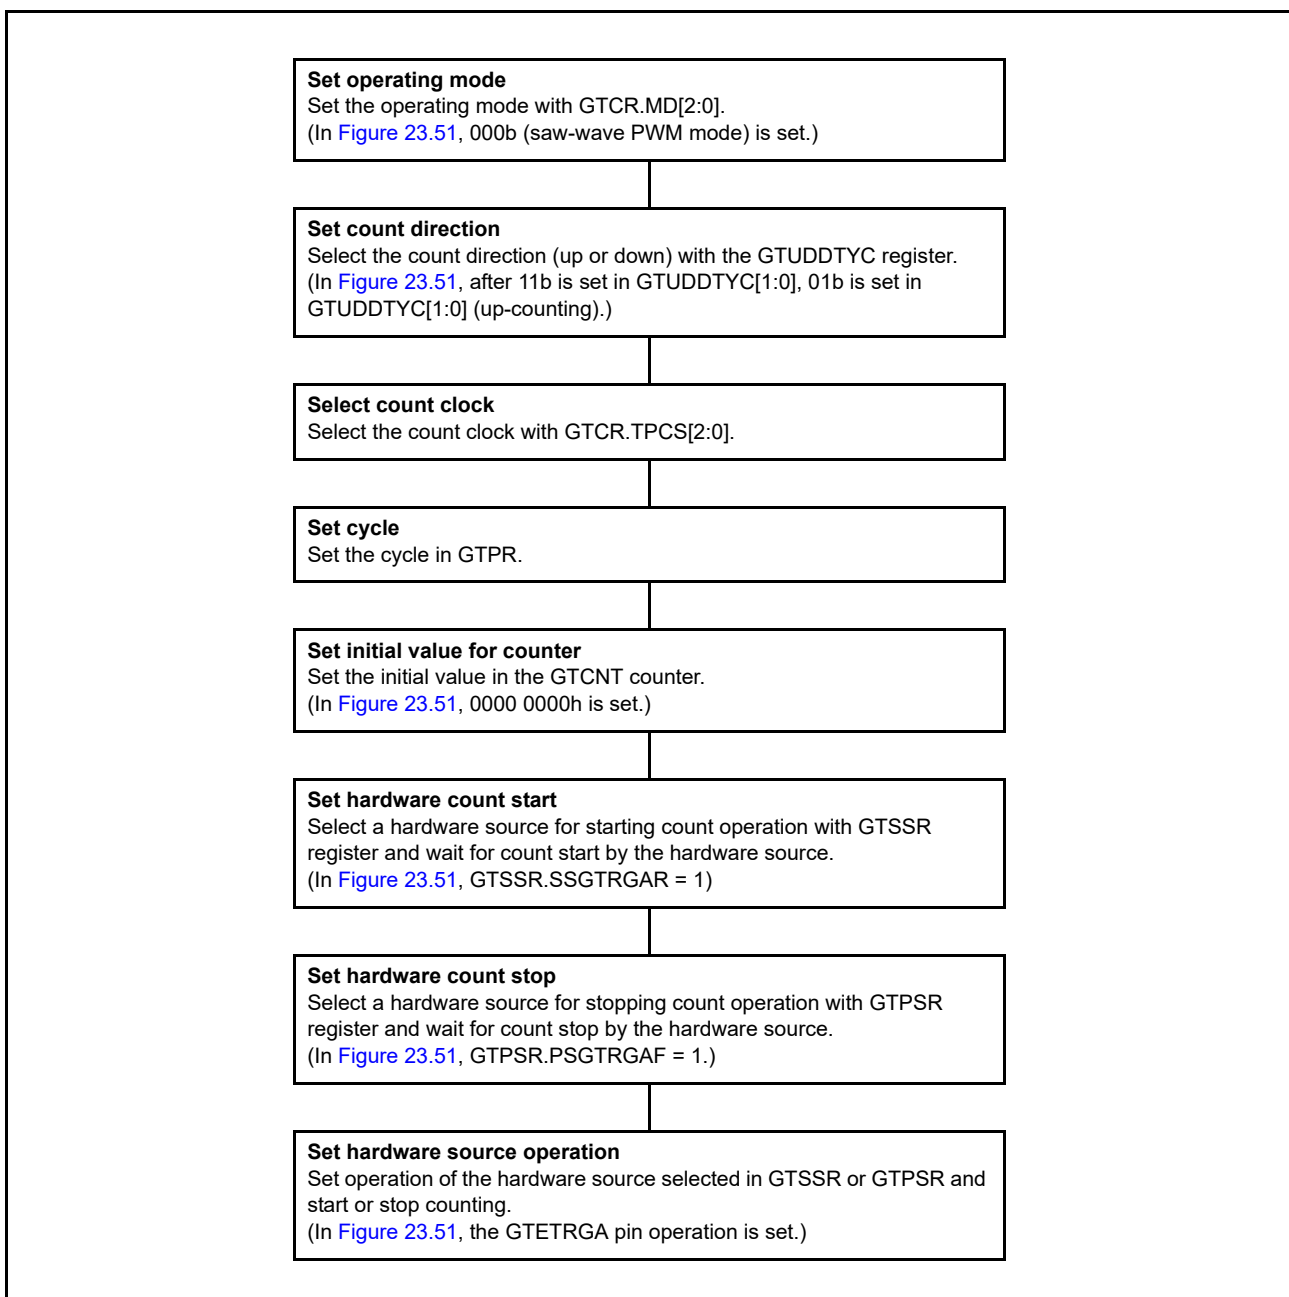 Set operating mode
Set the operating mode with GTCR.MD[2:0].
(In Figure 23.51, 000b (saw-wave PWM mode) is set.)
Set count direction
Select the count direction (up or down) with the GTUDDTYC register.
(In Figure 23.51, after 11b is set in GTUDDTYC[1:0], 01b is set in
GTUDDTYC[1:0] (up-counting).)
Select count clock
Select the count clock with GTCR.TPCS[2:0].
Set cycle
Set the cycle in GTPR.
Set initial value for counter
Set the initial value in the GTCNT counter.
(In Figure 23.51, 0000 0000h is set.)
Set hardware count start
Select a hardware source for starting count operation with GTSSR
register and wait for count start by the hardware source.
(In Figure 23.51, GTSSR.SSGTRGAR = 1)
Set hardware count stop
Select a hardware source for stopping count operation with GTPSR
register and wait for count stop by the hardware source.
(In Figure 23.51, GTPSR.PSGTRGAF = 1.)
Set hardware source operation
Set operation of the hardware source selected in GTSSR or GTPSR and
start or stop counting.
(In Figure 23.51, the GTETRGA pin operation is set.)